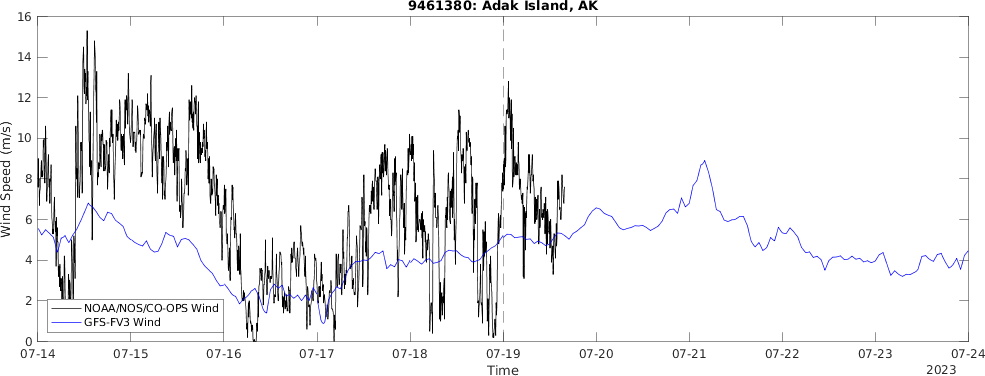 9461380: Adak Island, AK
Wind Speed (m/s)
16
14
12
10
8
6
4
2
0
NOAA/NOS/CO-OPS Wind
GFS-FV3 Wind
07-14 07-15 07-16 07-17 07-18 07-19 07-20 07-21 07-22 07-23 07-24
Time
2023